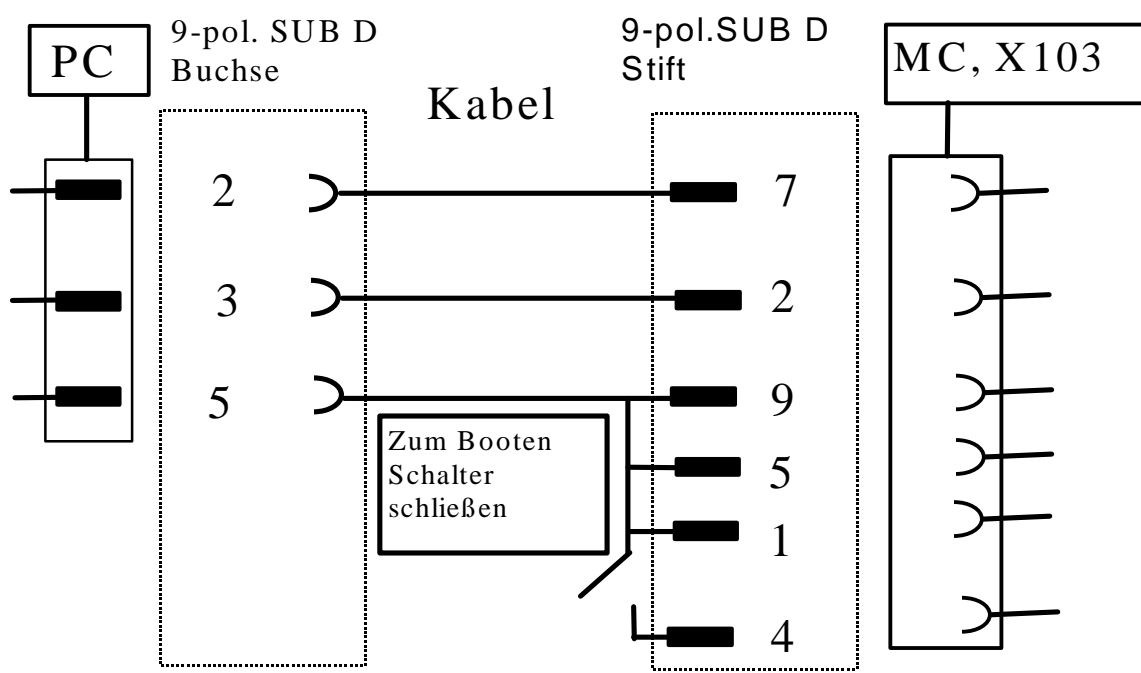 PC
9-pol. SUB D
Buchse
Kabel
9-pol.SUB D
Stift
MC, X103
2
7
3
2
5
9
Zum Booten
Schalter
schließen
5
1
4